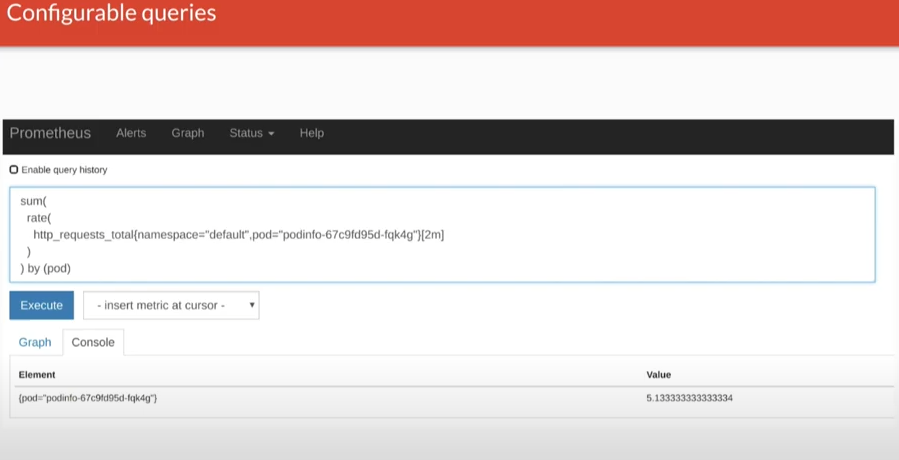 Configurable queries
Prometheus Alerts Graph Status Help
Enable query history
sum(
rate(
http_requests_total{namespace="default",pod="podinfo-67c9fd95d-fqk4g"}[2m]
)
) by (pod)
Execute - insert metric at cursor -
Graph Console
Element Value
{pod="podinfo-67c9fd95d-fqk4g"} 5.133333333333334